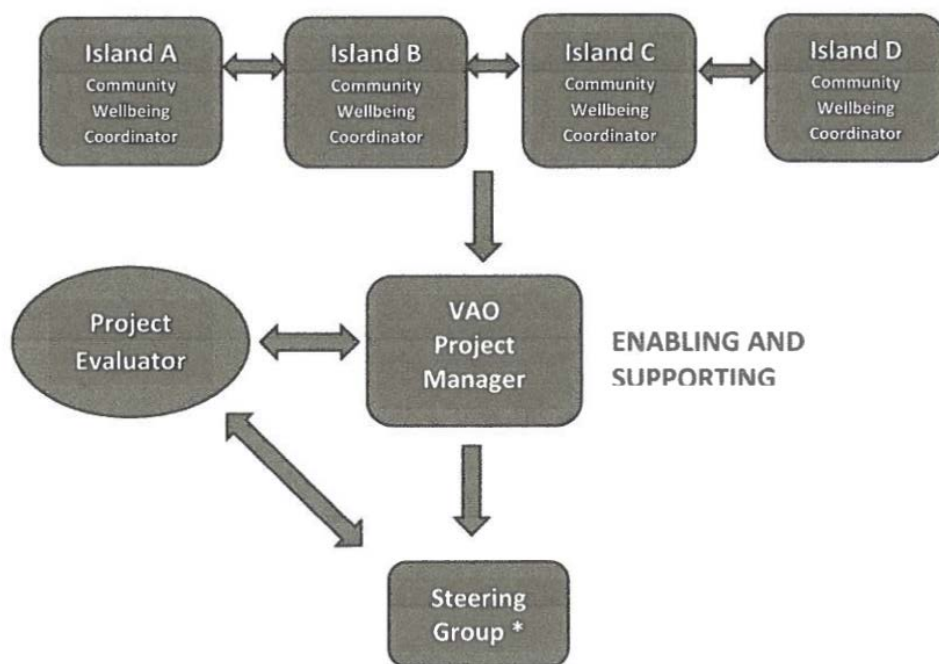 Island A
Community
Wellbeing
Coordinator
Island B
Community
Wellbeing
Coordinator
Island C
Community
Wellbeing
Coordinator
Island D
Community
Wellbeing
Coordinator
Project
Evaluator
VAO
Project
Manager
ENABLING AND
SUPPORTING
Steering
Group *